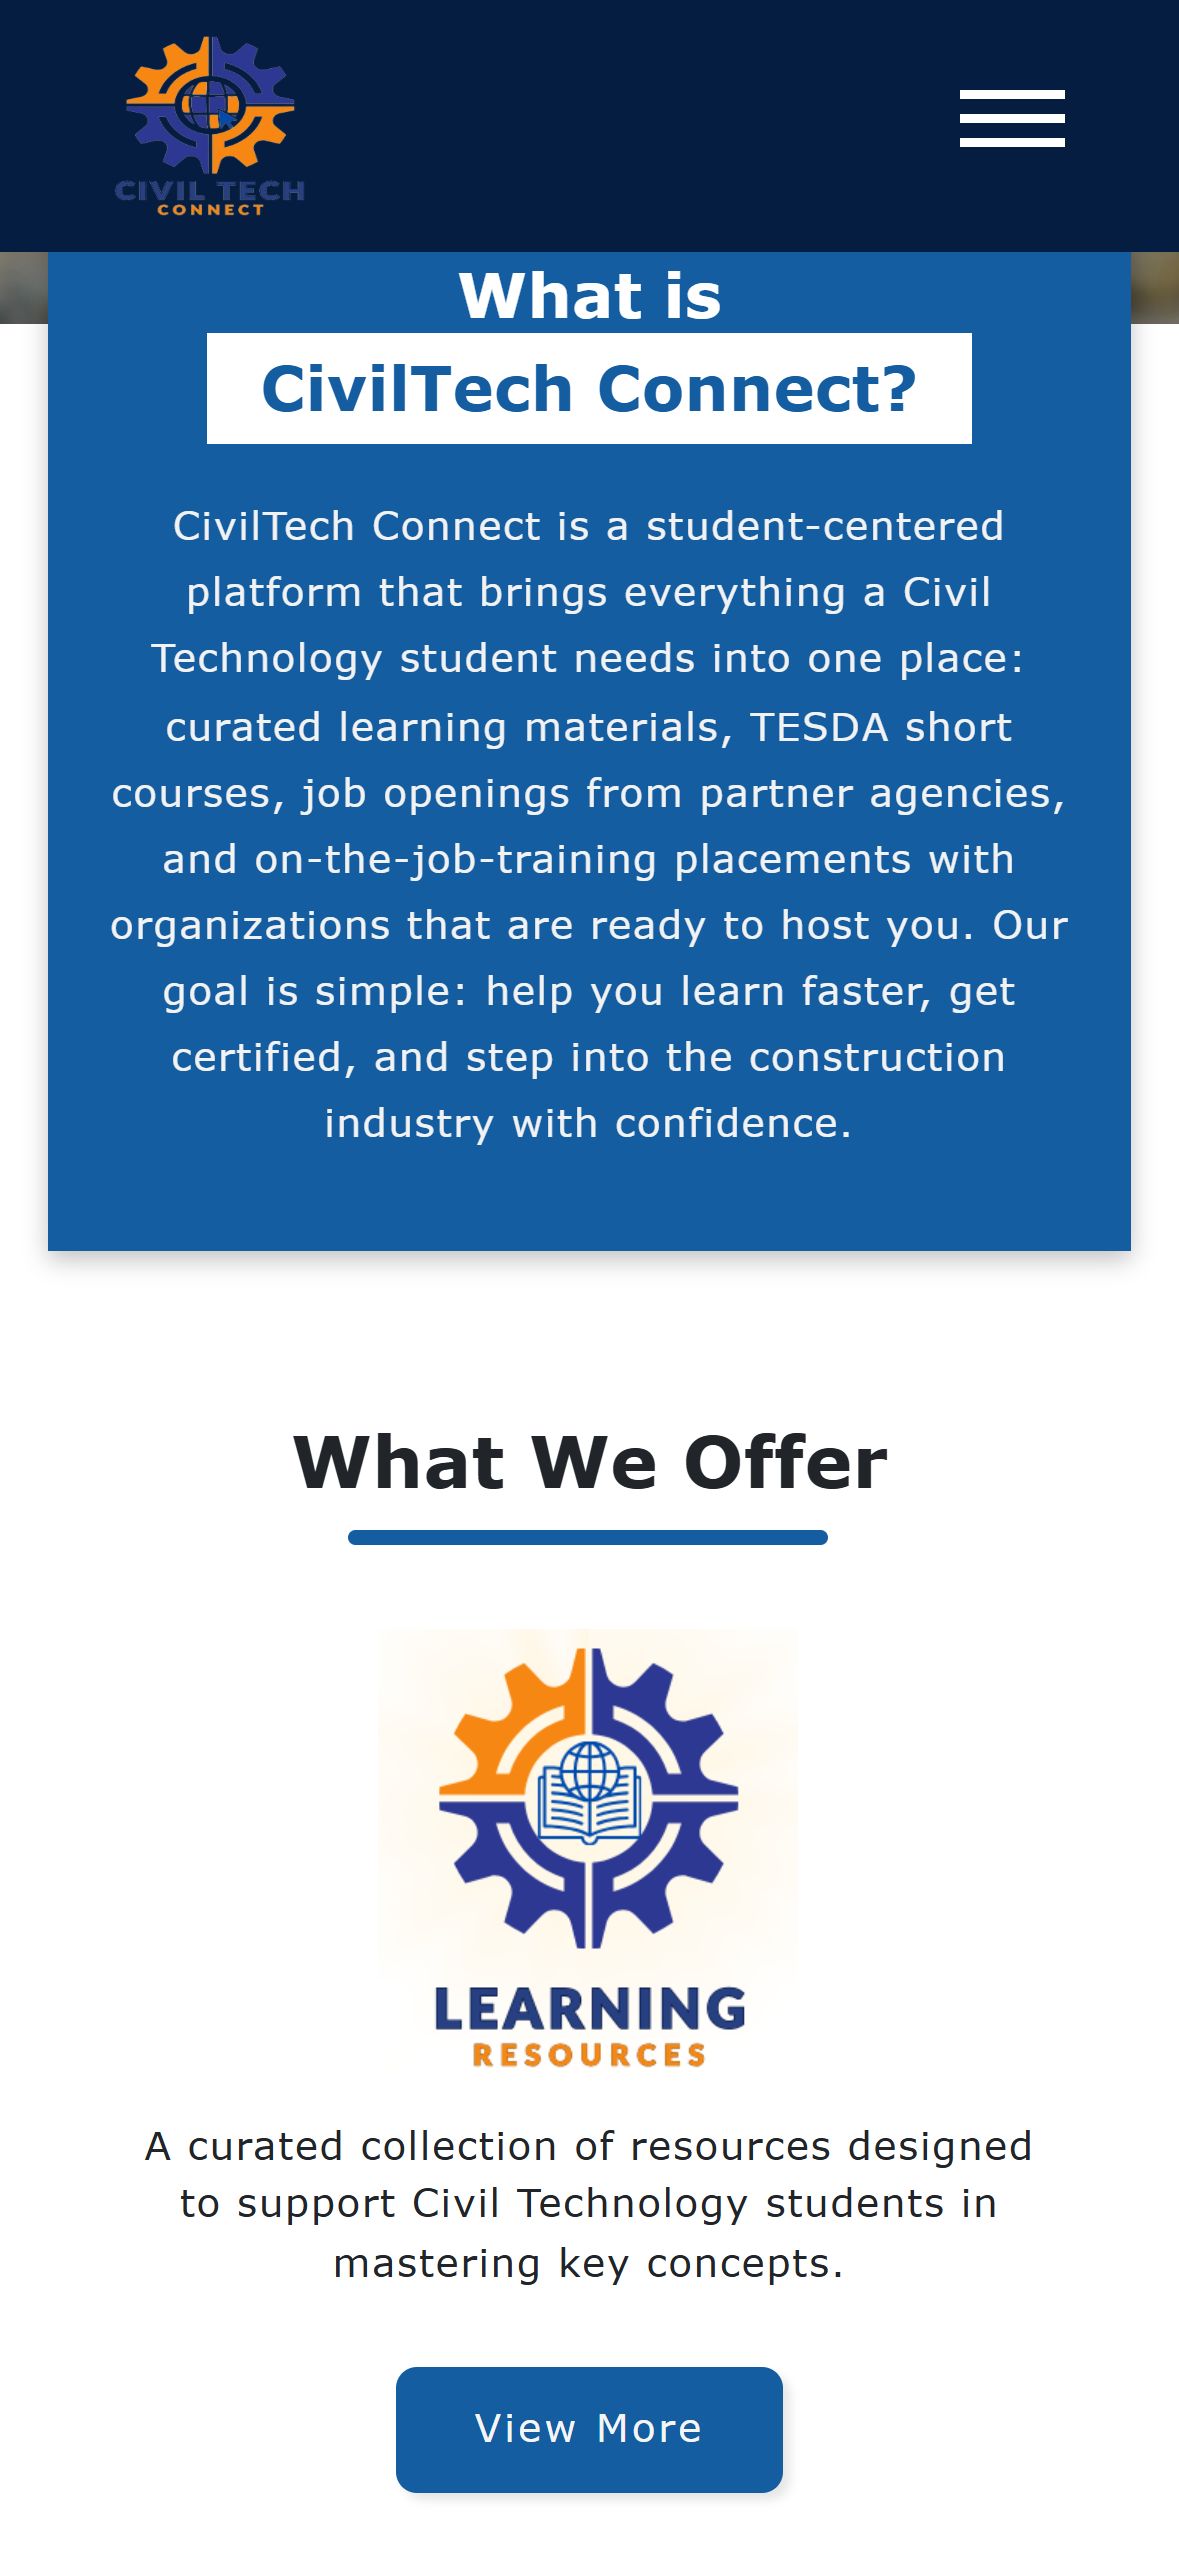 CIVIL TECH
CONNECT
What is
CivilTech Connect?
CivilTech Connect is a student-centered
platform that brings everything a Civil
Technology student needs into one place:
curated learning materials, TESDA short
courses, job openings from partner agencies,
and on-the-job-training placements with
organizations that are ready to host you. Our
goal is simple: help you learn faster, get
certified, and step into the construction
industry with confidence.
What We Offer
LEARNING
RESOURCES
A curated collection of resources designed
to support Civil Technology students in
mastering key concepts.
View More